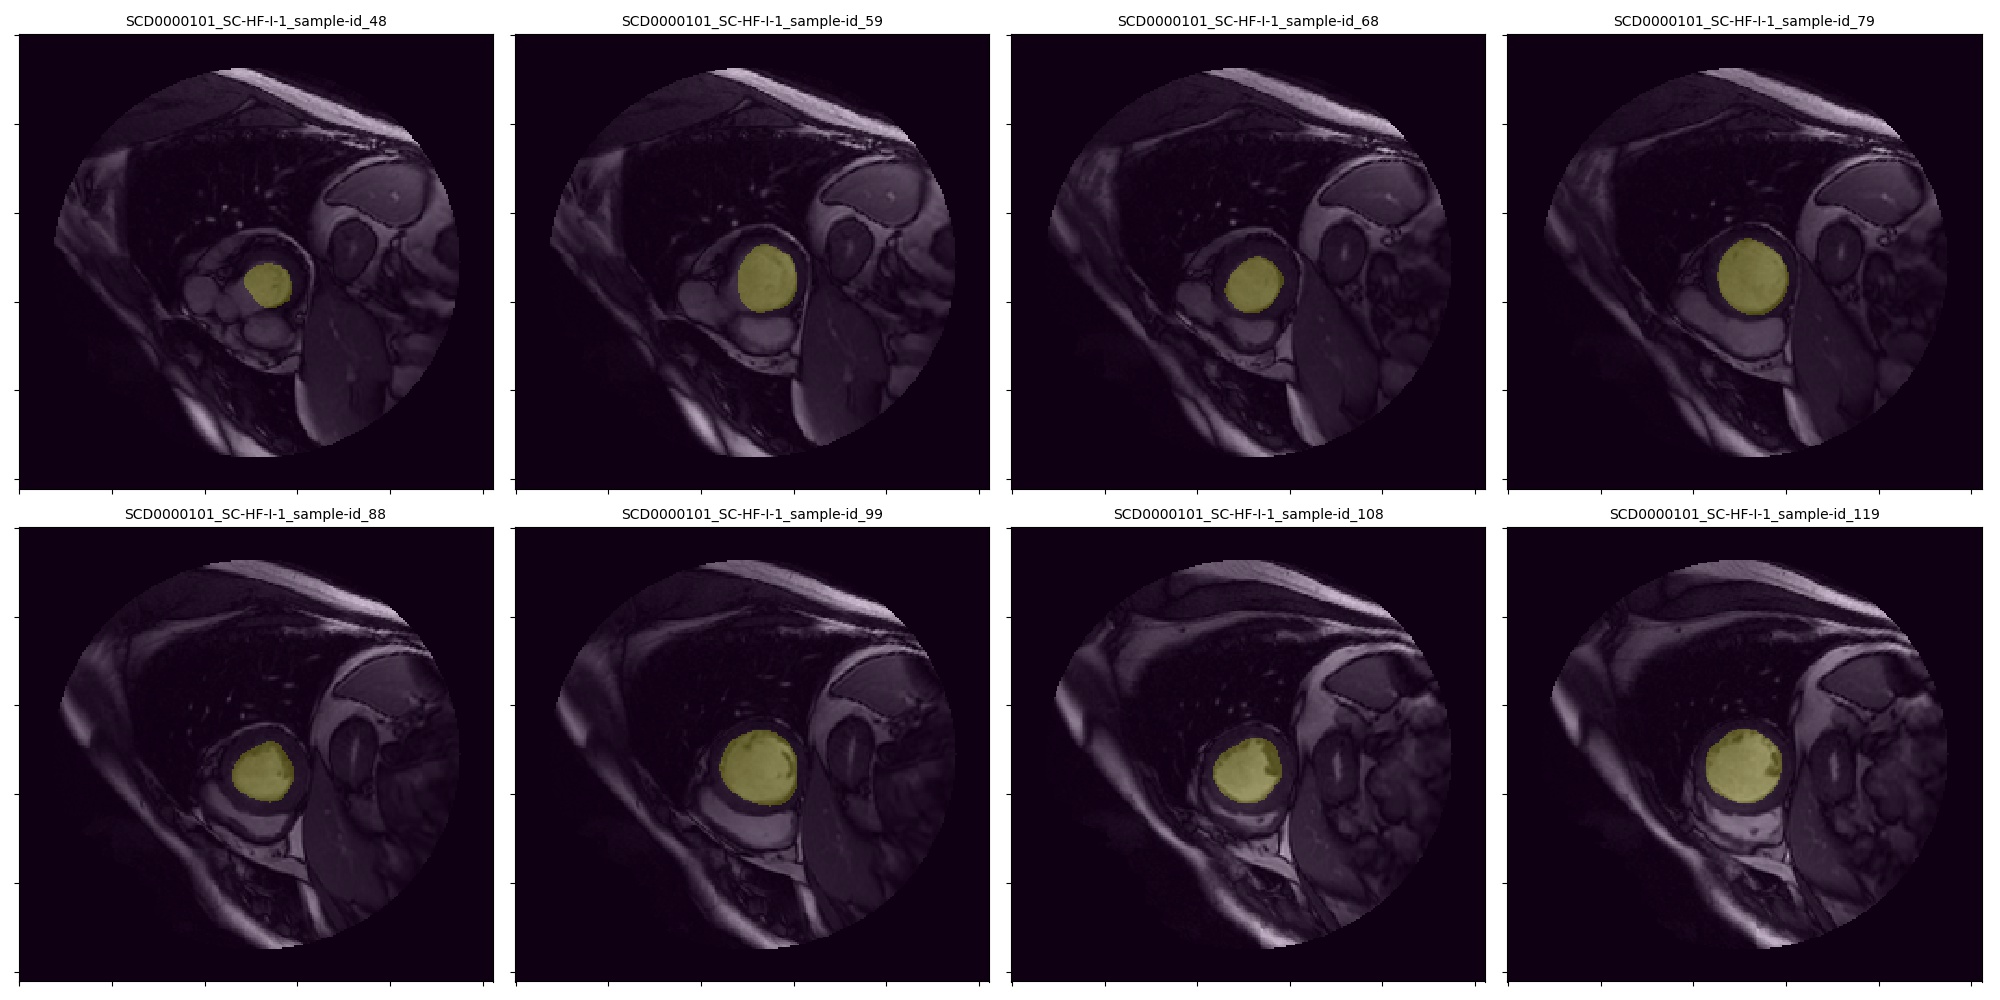 SCD0000101_SC-HF-I-1_sample-id_48
SCD0000101_SC-HF-I-1_sample-id_59
SCD0000101_SC-HF-I-1_sample-id_68
SCD0000101_SC-HF-I-1_sample-id_79
SCD0000101_SC-HF-I-1_sample-id_88
SCD0000101_SC-HF-I-1_sample-id_99
SCD0000101_SC-HF-I-1_sample-id_108
SCD0000101_SC-HF-I-1_sample-id_119